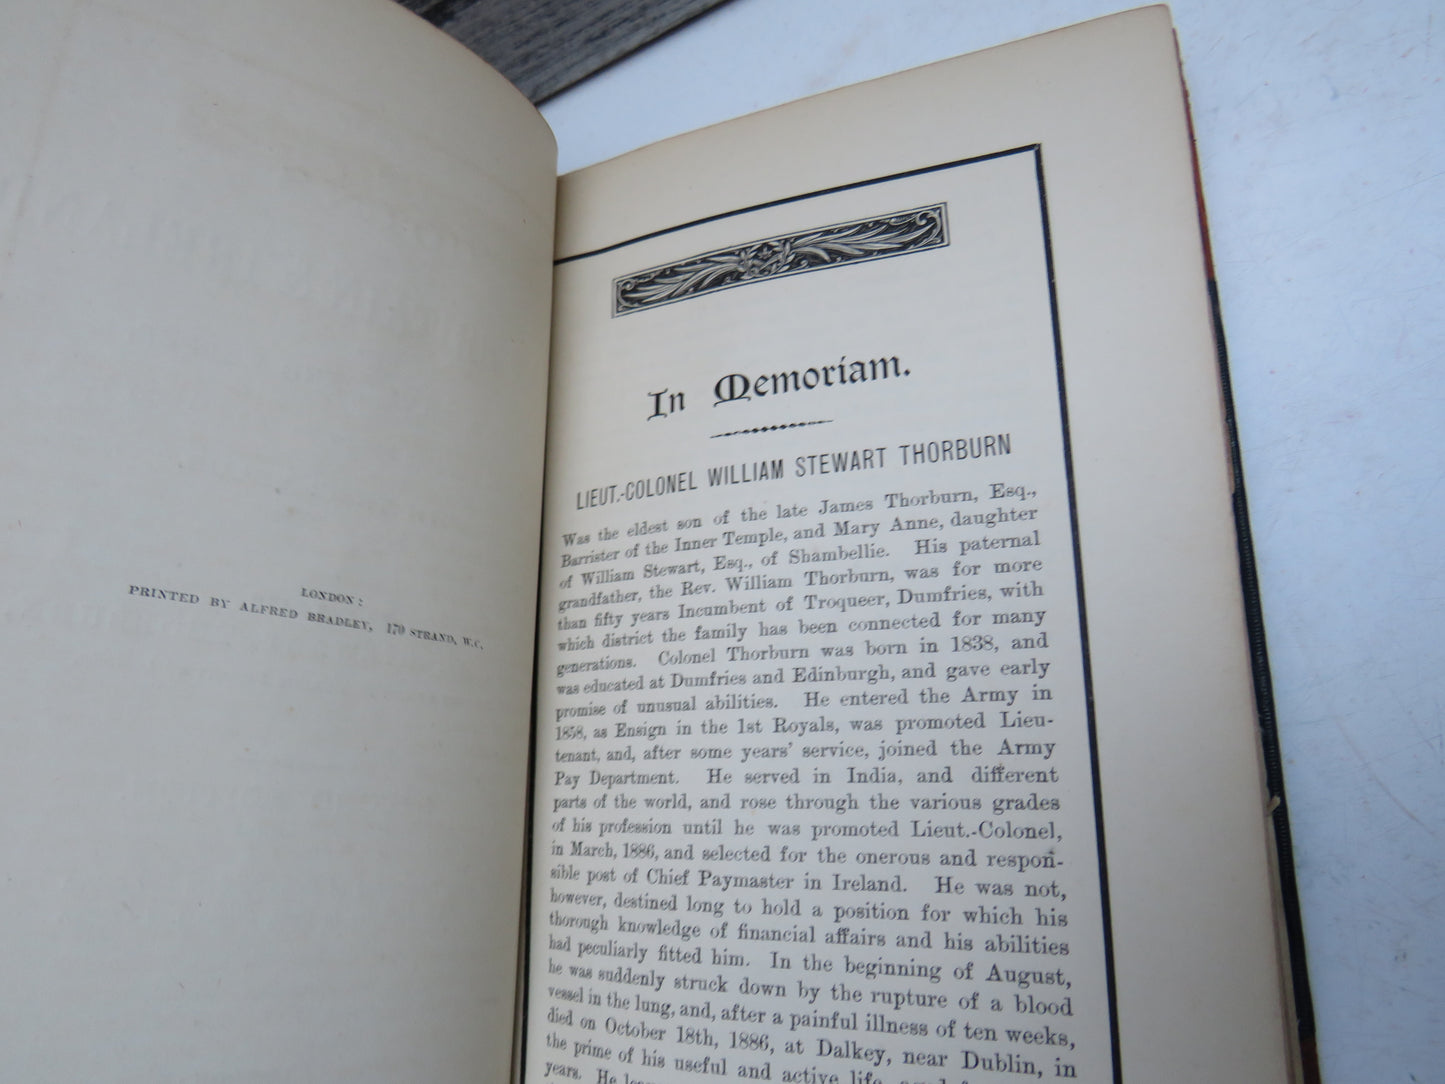 LONDON:
PRINTED BY ALFRED BRADLEY, 170 STRAND, W.C.
In Memoriam.
LIEUT.-COLONEL WILLIAM STEWART THORBURN
Was the eldest son of the late James Thorburn, Esq.,
Barrister of the Inner Temple, and Mary Anne, daughter
of William Stewart, Esq., of Shambellie. His paternal
grandfather, the Rev. William Thorburn, was for more
than fifty years Incumbent of Troqueer, Dumfries, with
which district the family has been connected for many
generations. Colonel Thorburn was born in 1838, and
was educated at Dumfries and Edinburgh, and gave early
promise of unusual abilities. He entered the Army in
1858, as Ensign in the 1st Royals, was promoted Lieu-
tenant, and, after some years' service, joined the Army
Pay Department. He served in India, and different
parts of the world, and rose through the various grades
of his profession until he was promoted Lieut.-Colonel,
in March, 1886, and selected for the onerous and respon-
sible post of Chief Paymaster in Ireland. He was not,
however, destined long to hold a position for which his
thorough knowledge of financial affairs and his abilities
had peculiarly fitted him. In the beginning of August,
he was suddenly struck down by the rupture of a blood
vessel in the lung, and, after a painful illness of ten weeks,
died on October 18th, 1886, at Dalkey, near Dublin, in
the prime of his useful and active life,
years. He